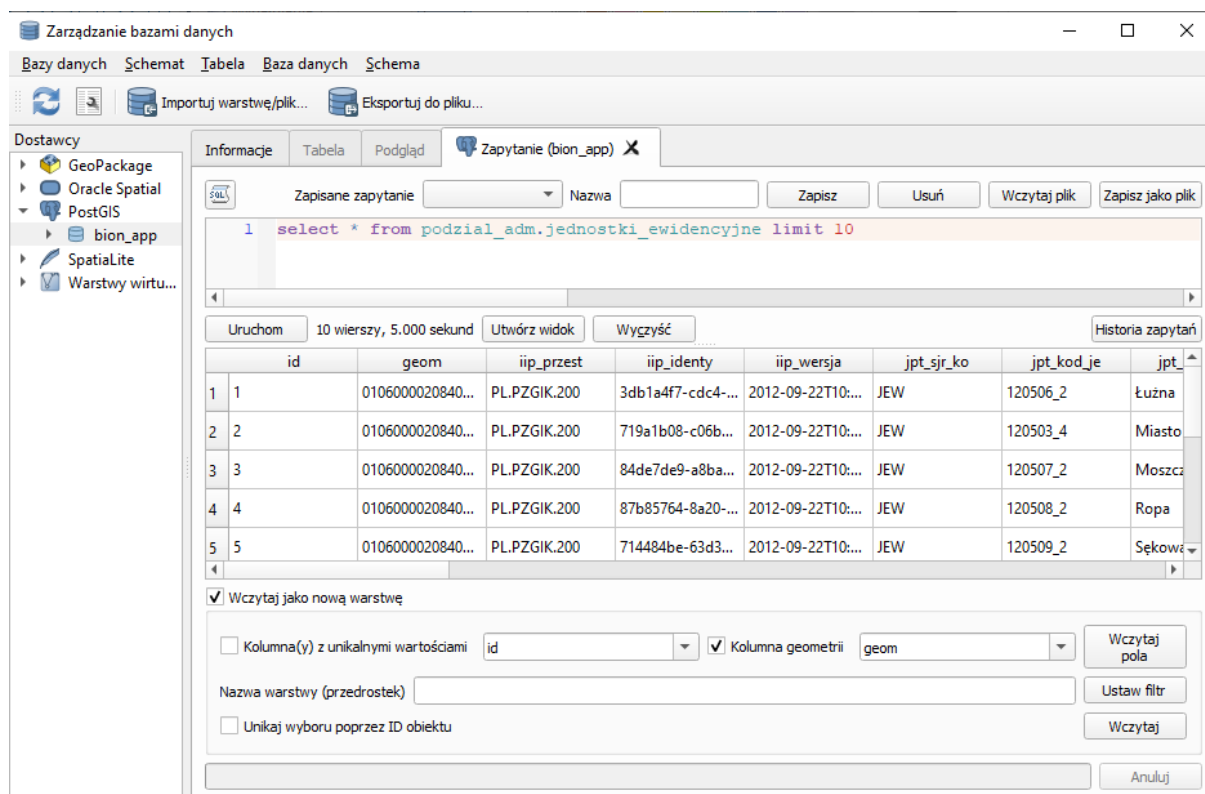 Zarządzanie bazami danych
Bazy danych Schemat Tabela Baza danych Schema
Importuj warstwę/plik... Eksportuj do pliku...
Dostawcy
GeoPackage
Oracle Spatial
PostGIS
bion_app
SpatiaLite
Warstwy wirtu...
Informacje Tabela Podgląd Zapytanie (bion_app)
SQL Zapisane zapytanie Nazwa Zapisz Usuń Wczytaj plik Zapisz jako plik
1 select * from podzial_adm.jednostki_ewidencyjne limit 10
Uruchom 10 wierszy, 5.000 sekund Utwórz widok Wyczyść Historia zapytań
id geom iip_przest iip_identy iip_wersja jpt_sjr_ko jpt_kod_je jpt_
1 1 0106000020840... PL.PZGIK.200 3db1a4f7-cdc4-... 2012-09-22T10:... JEW 120506_2 Łużna
2 2 0106000020840... PL.PZGIK.200 719a1b08-c06b... 2012-09-22T10:... JEW 120503_4 Miasto
3 3 0106000020840... PL.PZGIK.200 84de7de9-a8ba... 2012-09-22T10:... JEW 120507_2 Moszcz
4 4 0106000020840... PL.PZGIK.200 87b85764-8a20-... 2012-09-22T10:... JEW 120508_2 Ropa
5 5 0106000020840... PL.PZGIK.200 714484be-63d3... 2012-09-22T10:... JEW 120509_2 Sękowa
Wczytaj jako nową warstwę
Kolumna(y) z unikalnymi wartościami id Kolumna geometrii geom Wczytaj pola
Nazwa warstwy (przedrostek) Ustaw filtr
Unikaj wyboru poprzez ID obiektu Wczytaj
Anuluj